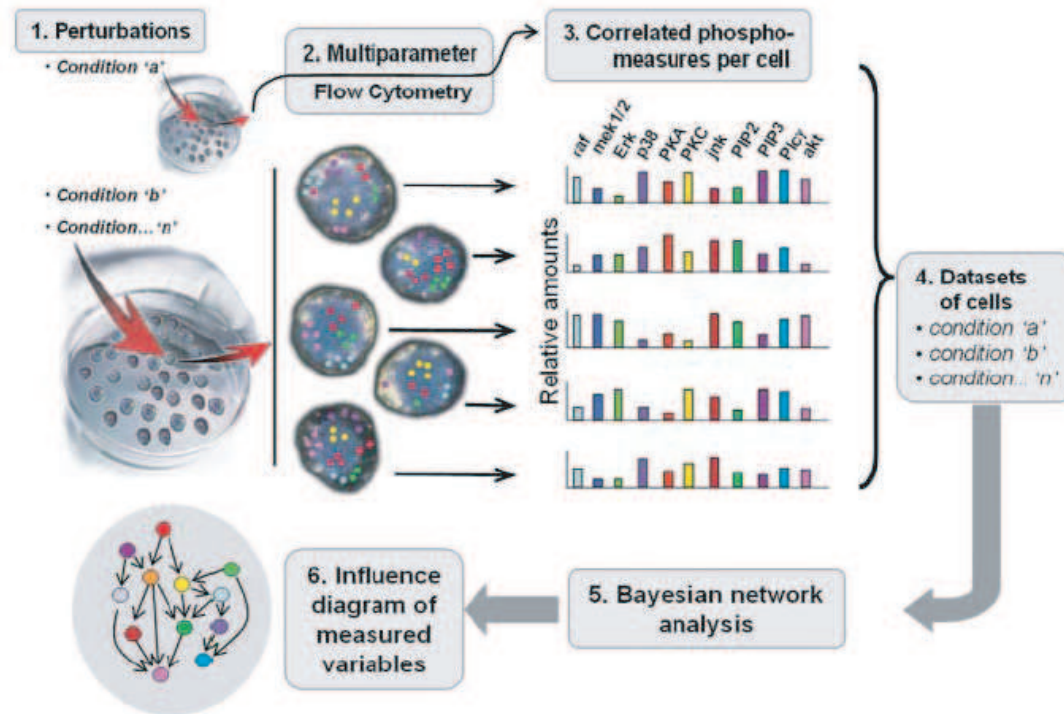 1. Perturbations
• Condition ‘a’
2. Multiparameter
Flow Cytometry
3. Correlated phospho-
measures per cell
• Condition ‘b’
• Condition... ‘n’
raf
mek1/2
Erk
p38
PKA
PKC
jnk
PIP2
PIP3
Plcγ
akt
Relative amounts
4. Datasets
of cells
• condition ‘a’
• condition ‘b’
• condition... ‘n’
5. Bayesian network
analysis
6. Influence
diagram of
measured
variables